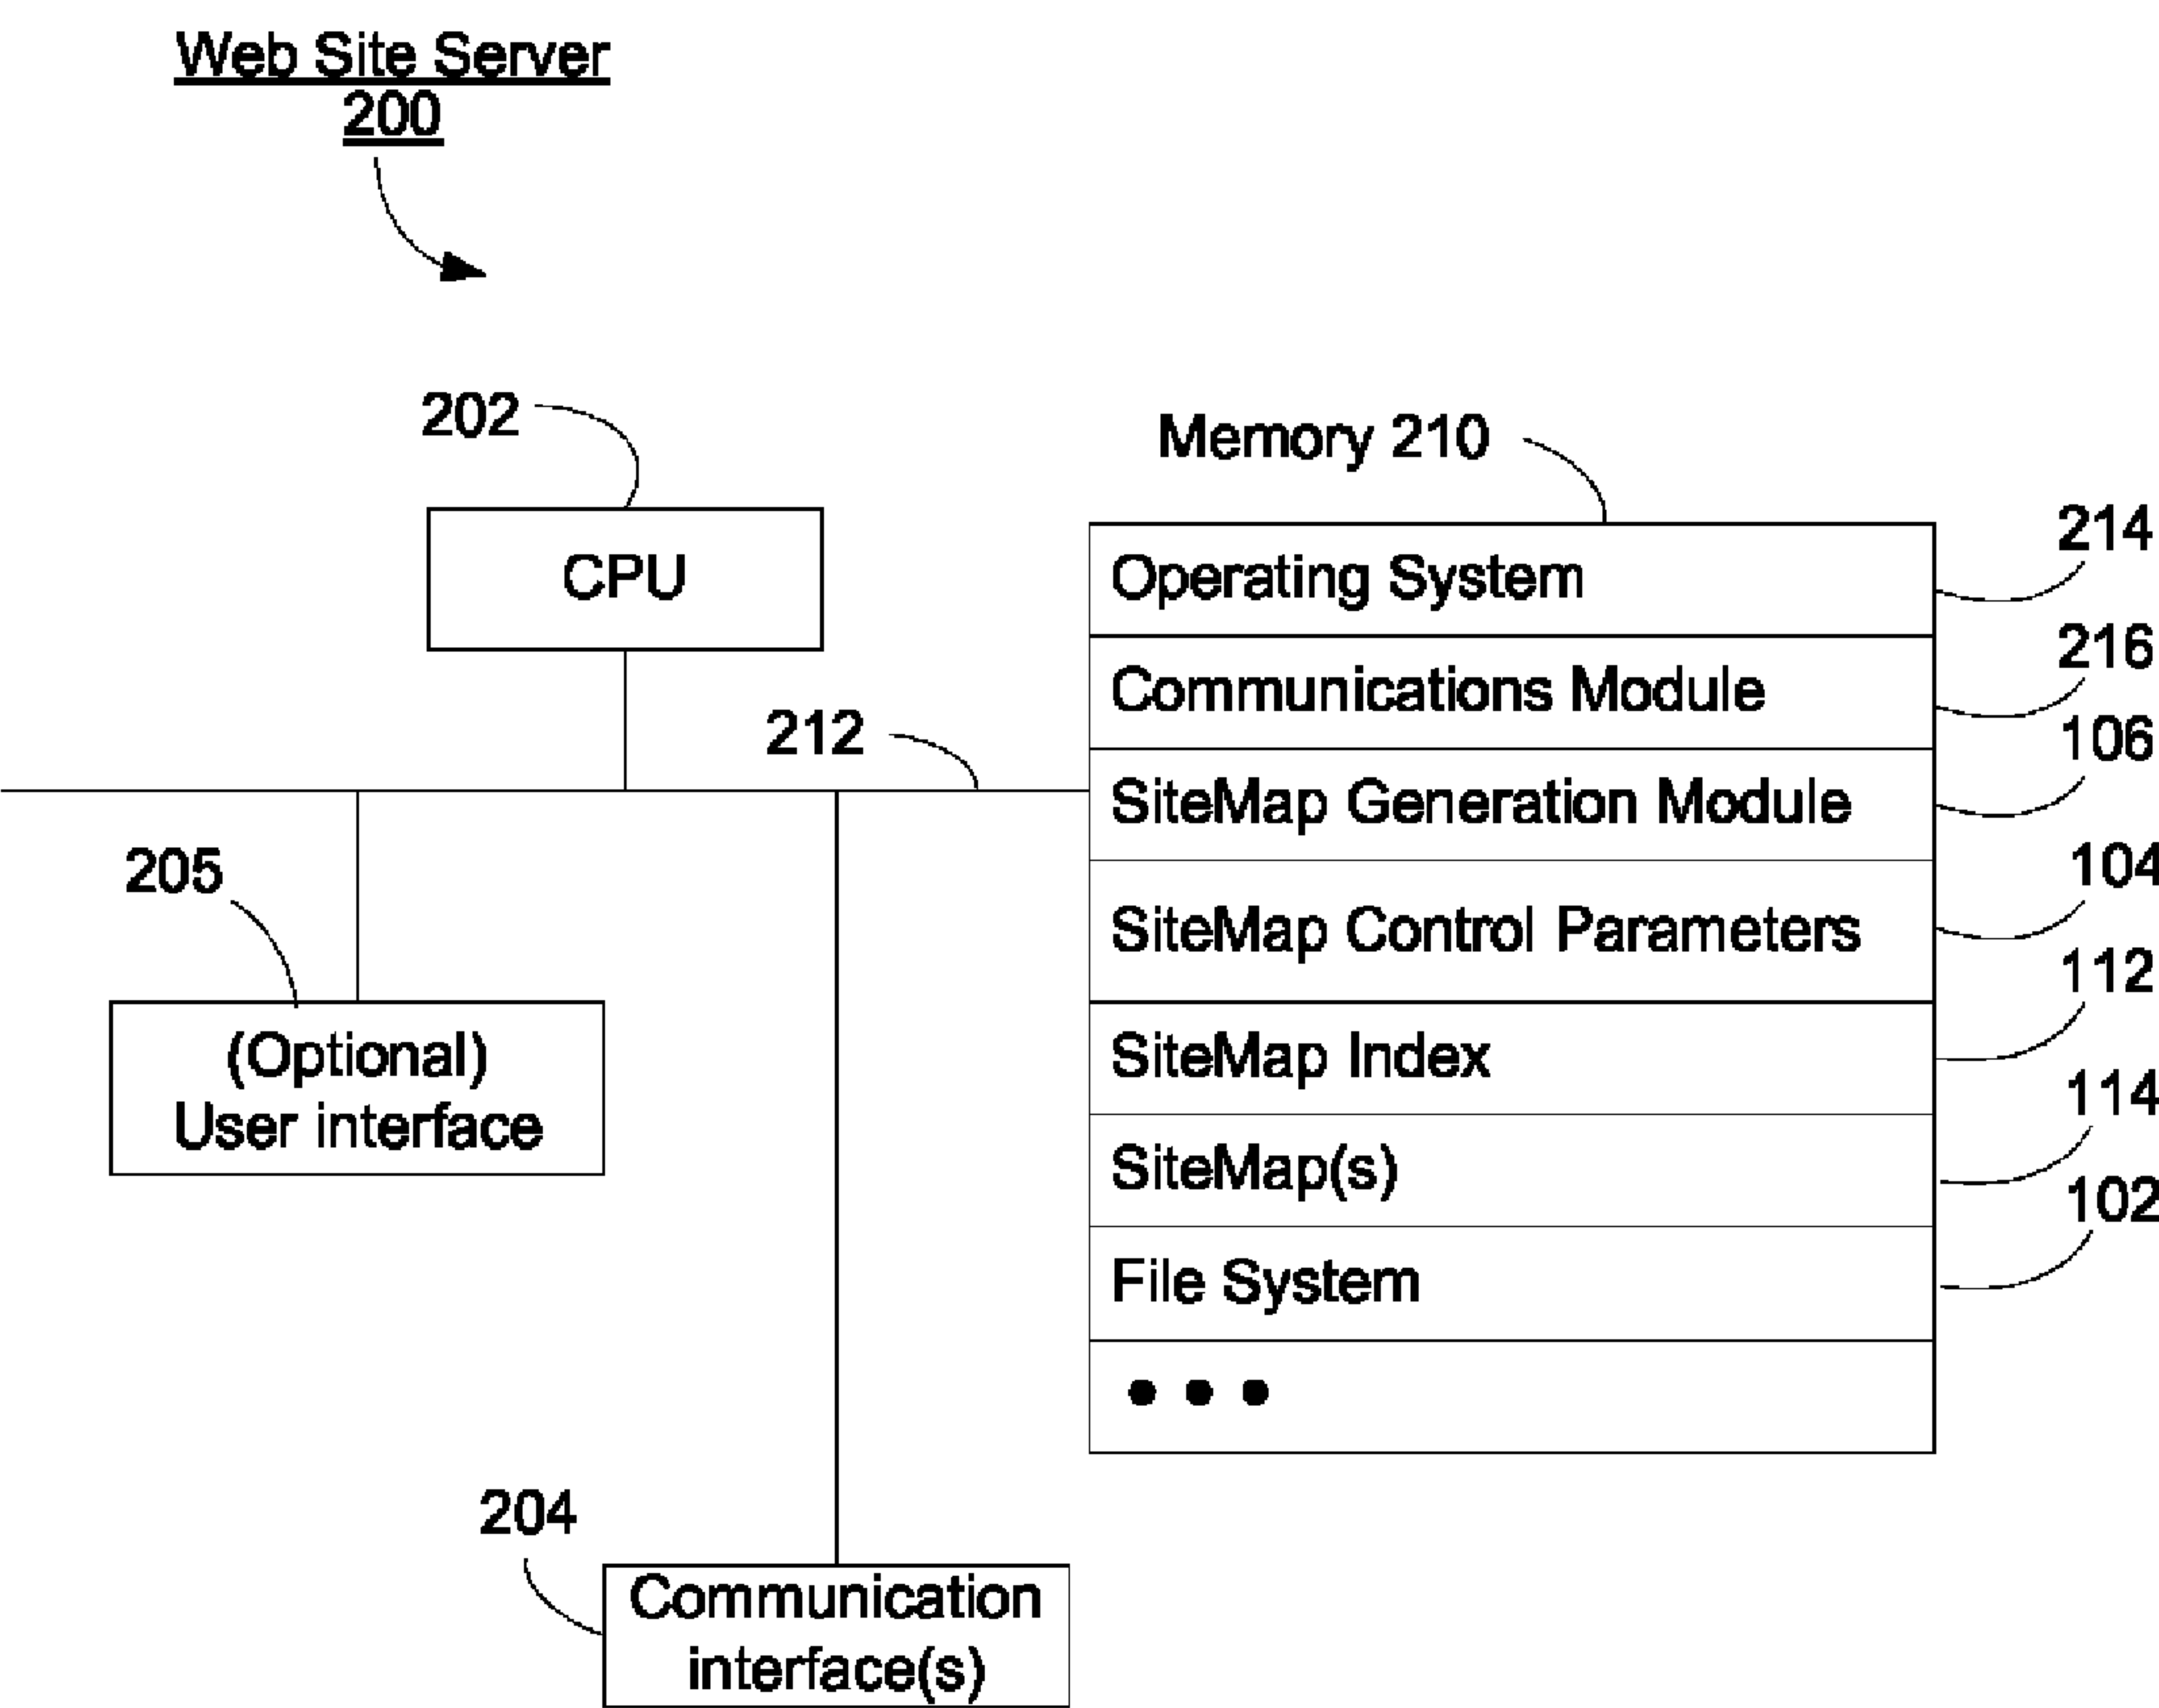 Web Site Server
200
202
Memory 210
CPU
Operating System
214
Communications Module
216
212
SiteMap Generation Module
106
205
SiteMap Control Parameters
104
(Optional)
User interface
SiteMap Index
112
SiteMap(s)
114
File System
102
• • •
204
Communication
interface(s)